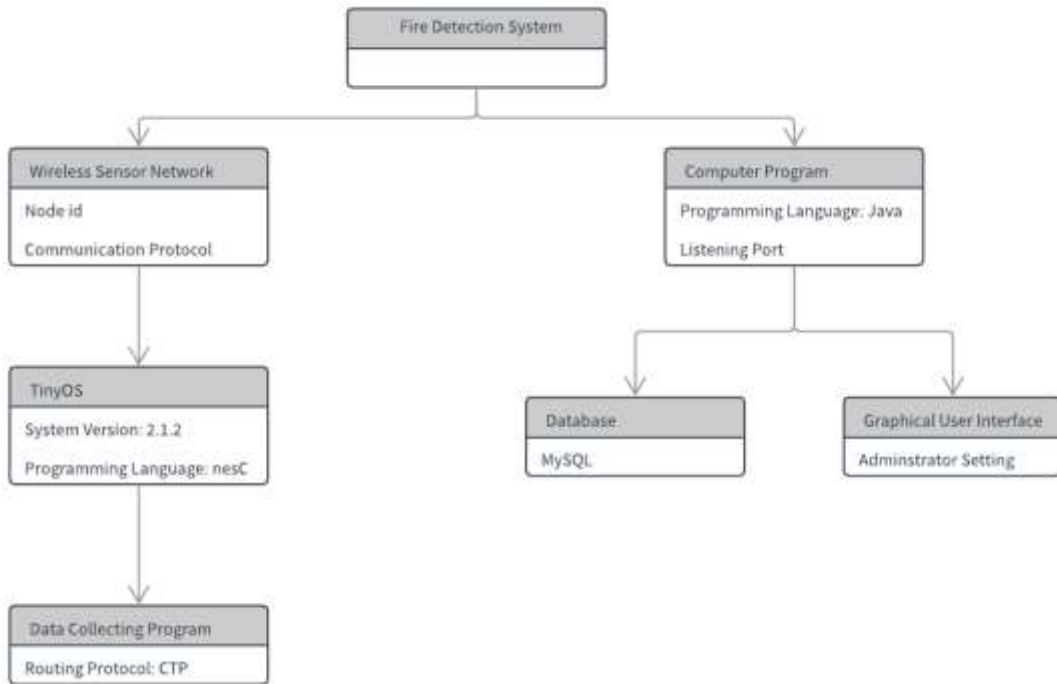 Fire Detection System
Wireless Sensor Network
Node id
Communication Protocol
Computer Program
Programming Language: Java
Listening Port
TinyOS
System Version: 2.1.2
Programming Language: nesC
Database
MySQL
Graphical User Interface
Adminstrator Setting
Data Collecting Program
Routing Protocol: CTP